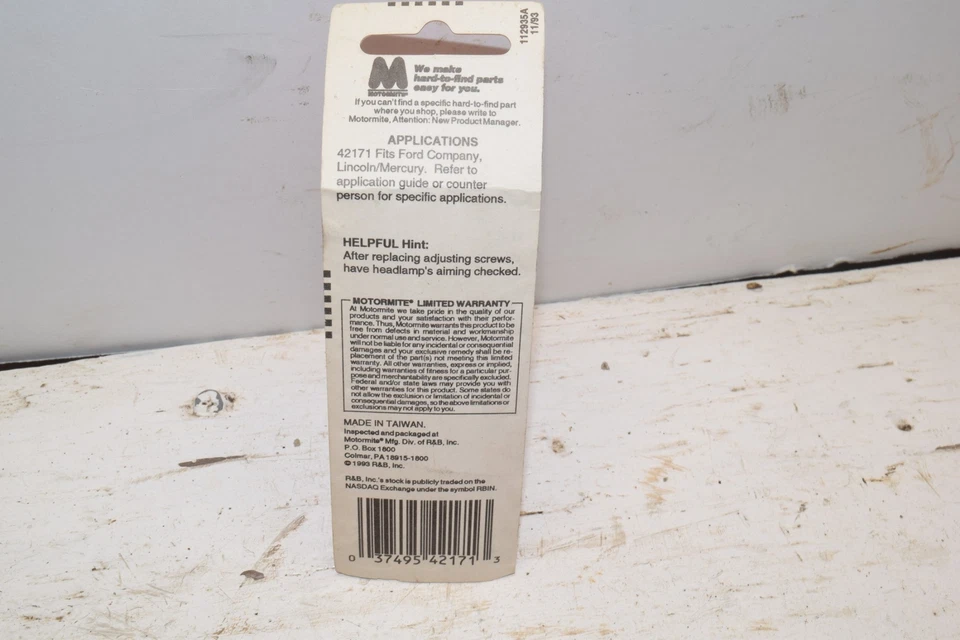 112935A
11/93
M
MOTORMITE®
We make
hard-to-find parts
easy for you.
If you can't find a specific hard-to-find part
where you shop, please write to
Motormite, Attention: New Product Manager.
APPLICATIONS
42171 Fits Ford Company,
Lincoln/Mercury. Refer to
application guide or counter
person for specific applications.
HELPFUL Hint:
After replacing adjusting screws,
have headlamp's aiming checked.
MOTORMITE® LIMITED WARRANTY
At Motormite we take pride in the quality of our
products and your satisfaction with their perfor-
mance. Thus, Motormite warrants this product to be
free from defects in material and workmanship
under normal use and service. However, Motormite
will not be liable for any incidental or consequential
damages and your exclusive remedy shall be re-
placement of the part(s) not meeting this limited
warranty. All other warranties, express or implied,
including warranties of fitness for a particular pur-
pose and merchantability are specifically excluded.
Federal and/or state laws may provide you with
other warranties for this product. Some states do
not allow the exclusion or limitation of incidental or
consequential damages, so the above limitations or
exclusions may not apply to you.
MADE IN TAIWAN.
Inspected and packaged at
Motormite® Mfg. Div. of R&B, Inc.
P.O. Box 1800
Colmar, PA 18915-1800
© 1993 R&B, Inc.
R&B, Inc.'s stock is publicly traded on the
NASDAQ Exchange under the symbol RBIN.
0 37495 42171 3